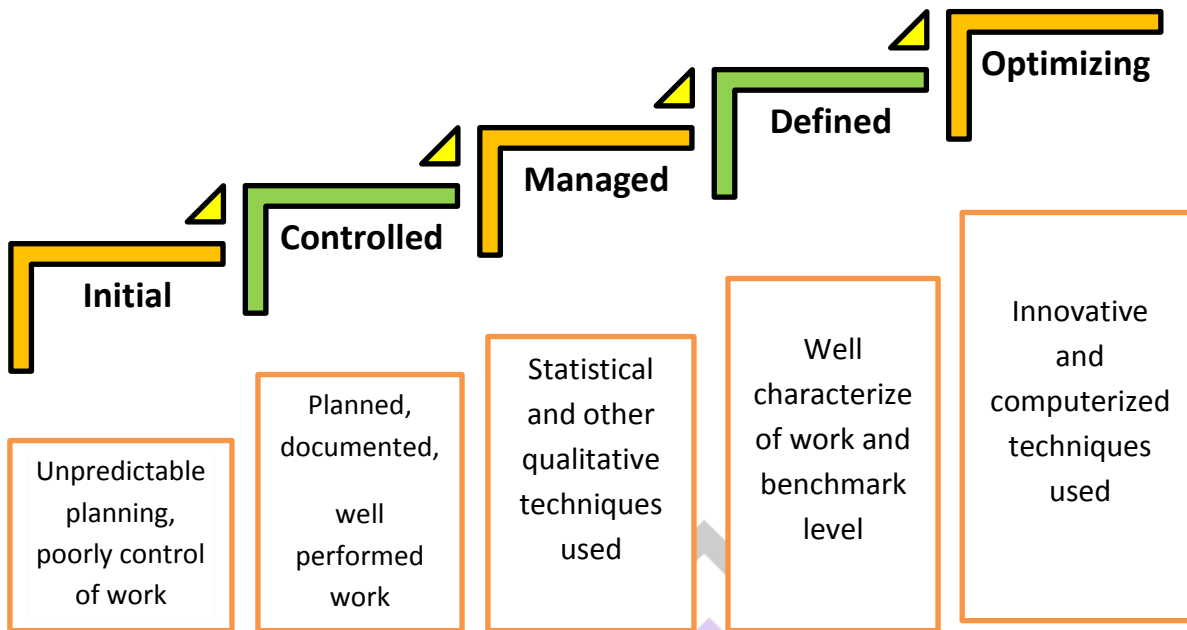 Initial
Controlled
Managed
Defined
Optimizing
Unpredictable
planning,
poorly control
of work
Planned,
documented,
well
performed
work
Statistical
and other
qualitative
techniques
used
Well
characterize
of work and
benchmark
level
Innovative
and
computerized
techniques
used